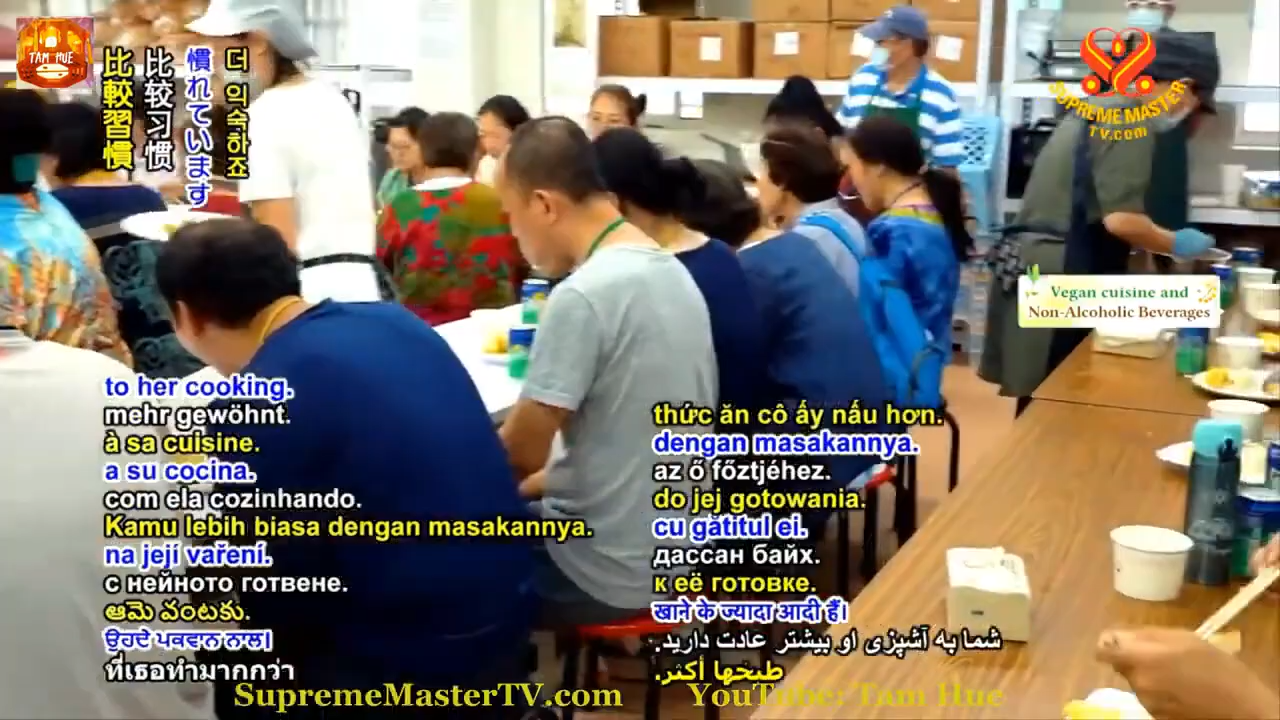 TAM HUE
比較習慣
比较习惯
慣れています
더 익숙하죠
SUPREME MASTER
TV.com
Vegan cuisine and
Non-Alcoholic Beverages
to her cooking.
mehr gewöhnt.
à sa cuisine.
a su cocina.
com ela cozinhando.
Kamu lebih biasa dengan masakannya.
na její vaření.
с нейното готвене.
ఆమె వంటకు.
ਉਹਦੇ ਪਕਵਾਨ ਨਾਲ।
ที่เธอทำมากกว่า
thức ăn cô ấy nấu hơn.
dengan masakannya.
az ő főztjéhez.
do jej gotowania.
cu gătitul ei.
дассан байх.
к её готовке.
खाने के ज्यादा आदी हैं।
شما به آشپزی او بیشتر عادت دارید.
طبخها أكثر.
SupremeMasterTV.com
YouTube: Tam Hue